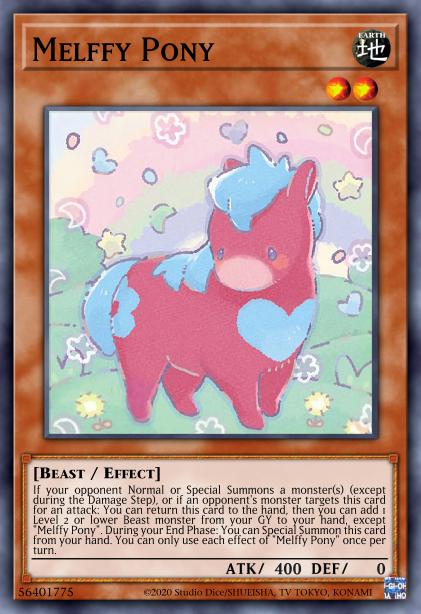 MELFFY PONY
EARTH
地
[BEAST / EFFECT]
If your opponent Normal or Special Summons a monster(s) (except
during the Damage Step), or if an opponent's monster targets this card
for an attack: You can return this card to the hand, then you can add 1
Level 2 or lower Beast monster from your GY to your hand, except
"Melffy Pony". During your End Phase: You can Special Summon this card
from your hand. You can only use each effect of "Melffy Pony" once per
turn.
ATK/ 400 DEF/ 0
56401775
©2020 Studio Dice/SHUEISHA, TV TOKYO, KONAMI